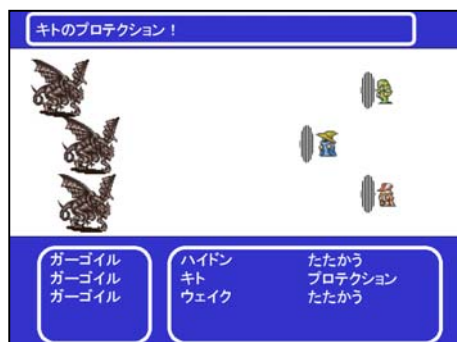 キトのプロテクション！
ガーゴイル
ガーゴイル
ガーゴイル
ハイドン たたかう
キト プロテクション
ウェイク たたかう